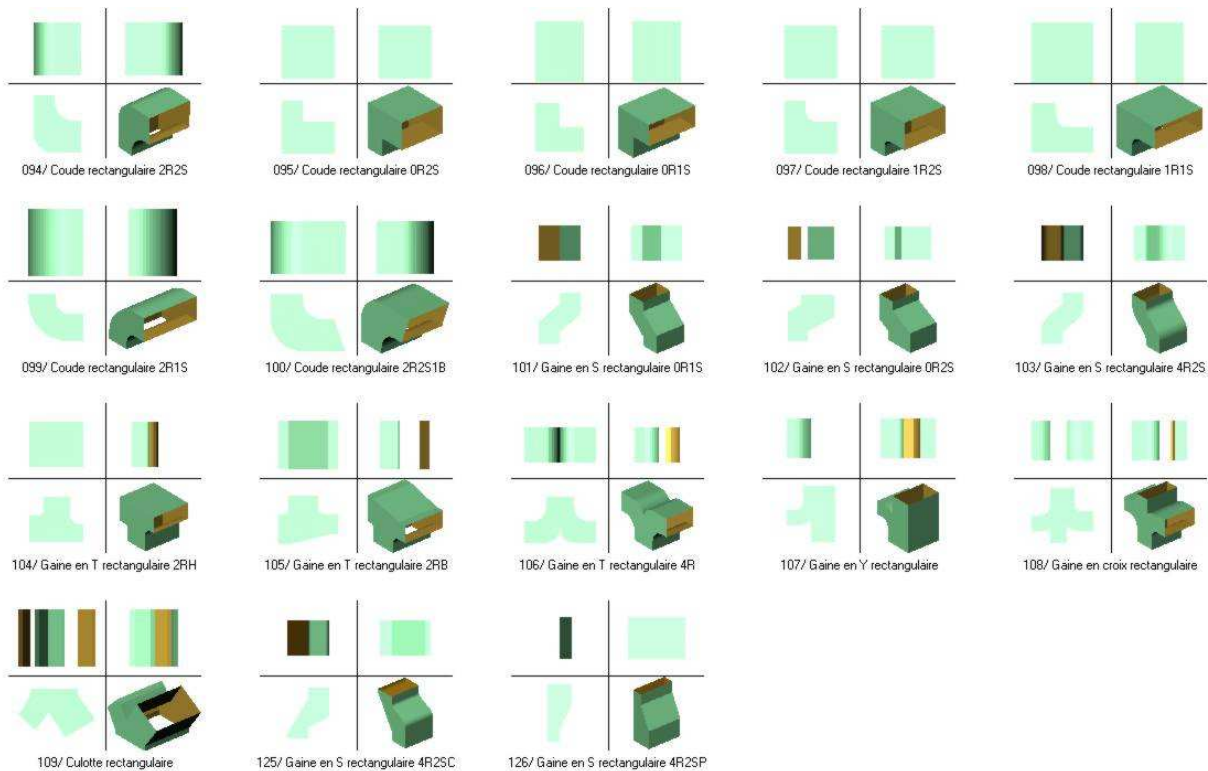 094/ Coude rectangulaire 2R2S
095/ Coude rectangulaire 0R2S
096/ Coude rectangulaire 0R1S
097/ Coude rectangulaire 1R2S
098/ Coude rectangulaire 1R1S
099/ Coude rectangulaire 2R1S
100/ Coude rectangulaire 2R2S1B
101/ Gaine en S rectangulaire 0R1S
102/ Gaine en S rectangulaire 0R2S
103/ Gaine en S rectangulaire 4R2S
104/ Gaine en T rectangulaire 2RH
105/ Gaine en T rectangulaire 2RB
106/ Gaine en T rectangulaire 4R
107/ Gaine en Y rectangulaire
108/ Gaine en croix rectangulaire
109/ Culotte rectangulaire
125/ Gaine en S rectangulaire 4R2SC
126/ Gaine en S rectangulaire 4R2SP